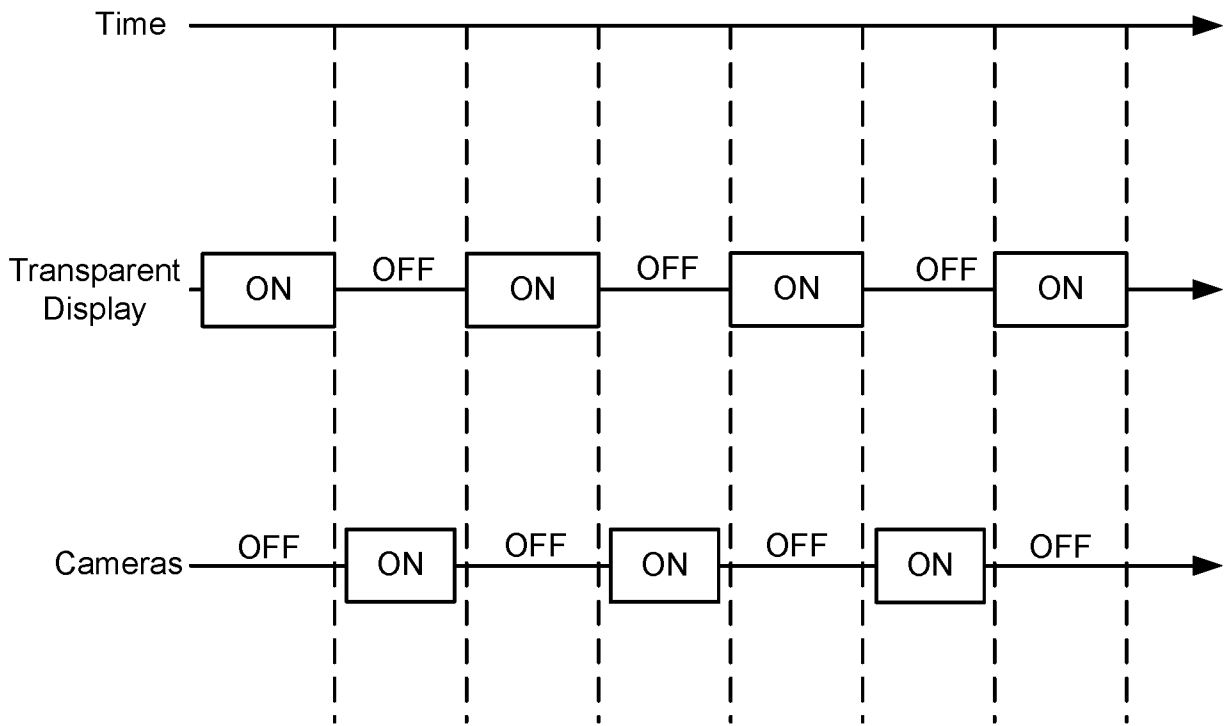 Time
Transparent
Display
ON
OFF
ON
OFF
ON
OFF
ON
Cameras
OFF
ON
OFF
ON
OFF
ON
OFF